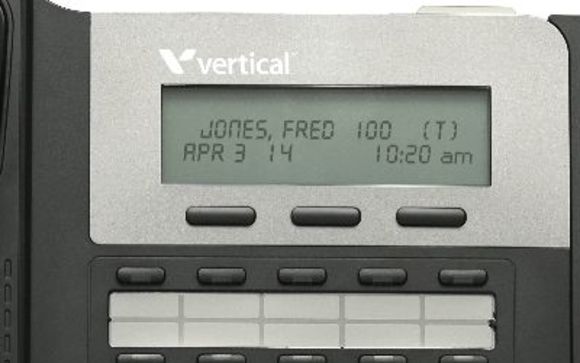 vertical
JONES, FRED 100 (T)
APR 3 14 10:20 am